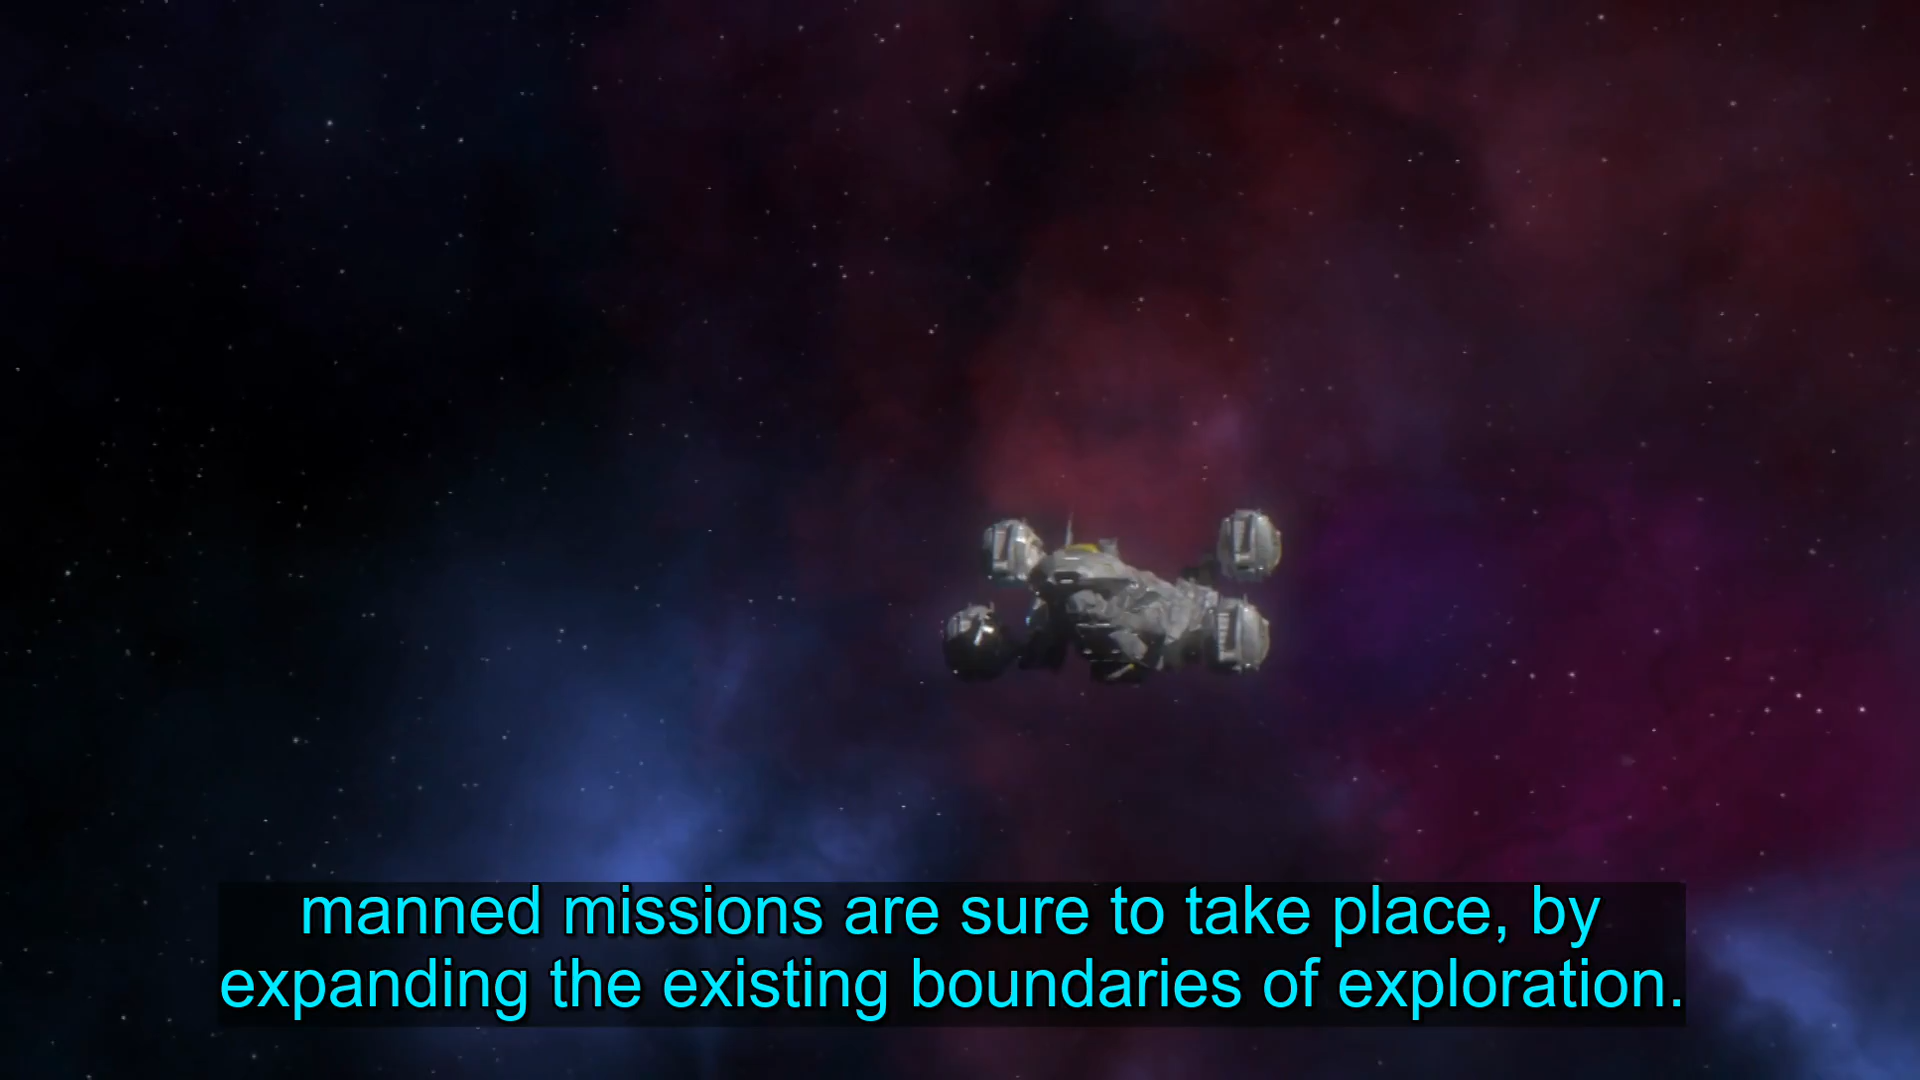 manned missions are sure to take place, by
expanding the existing boundaries of exploration.